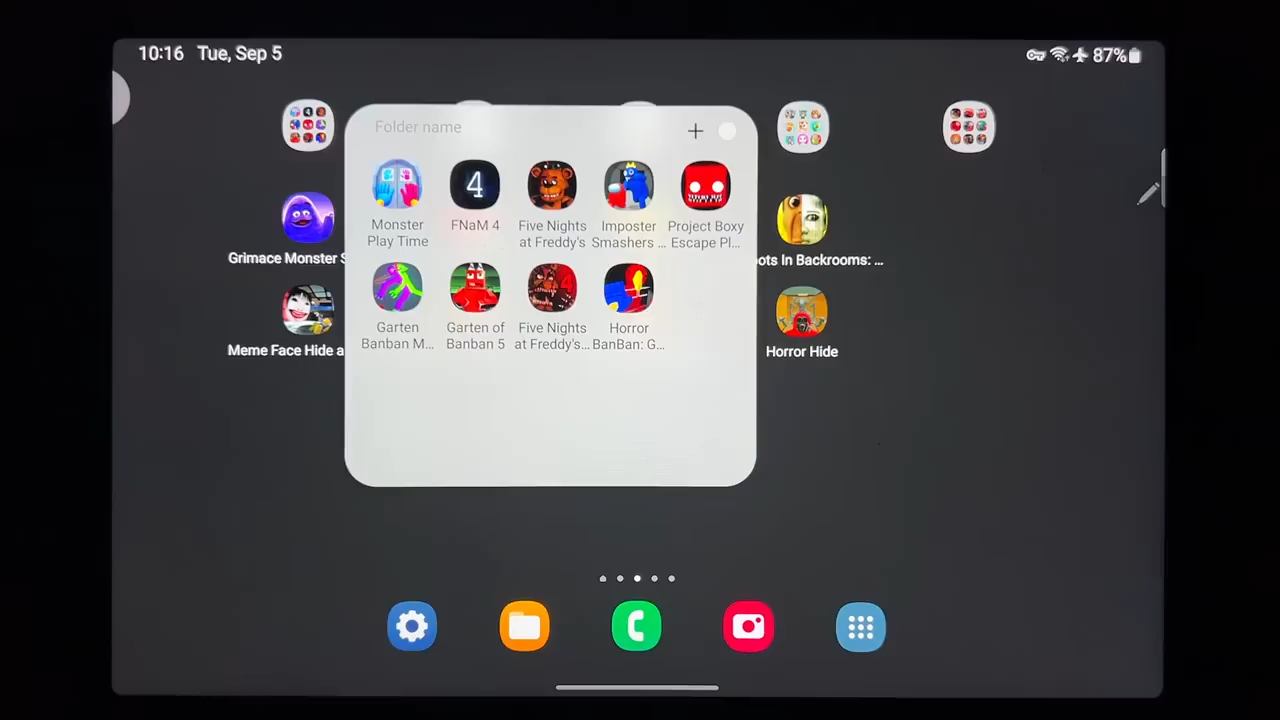 10:16 Tue, Sep 5
87%
Folder name
Monster
Play Time
4
FNaM 4
Five Nights
at Freddy's
Imposter
Smashers ...
Project Boxy
Escape Pl...
Grimace Monster S
ots In Backrooms: ...
Garten
Banban M...
Garten of
Banban 5
4
Five Nights
at Freddy's...
Horror
BanBan: G...
Meme Face Hide a
Horror Hide